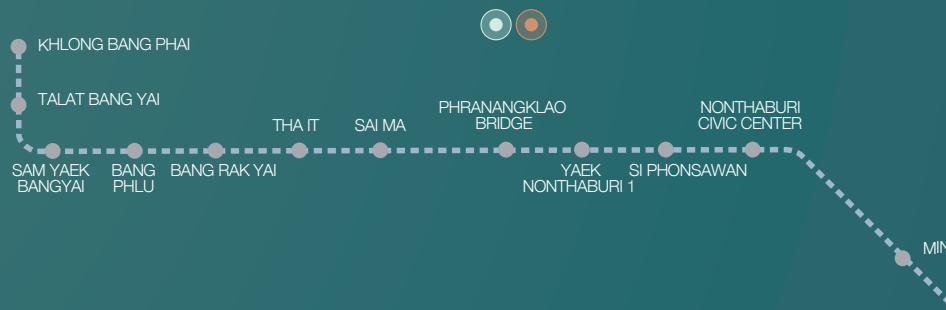 KHLONG BANG PHAI
TALAT BANG YAI
SAM YAEK
BANGYAI
BANG
PHLU
BANG RAK YAI
THA IT
SAI MA
PHRANANGKLAO
BRIDGE
YAEK
NONTHABURI 1
SI PHONSAWAN
NONTHABURI
CIVIC CENTER